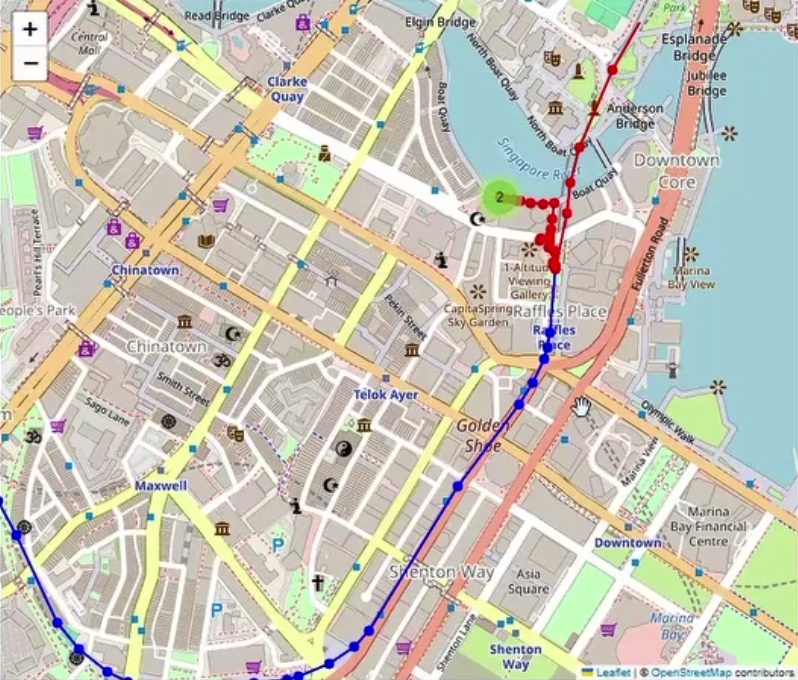 +
−
Read Bridge
Clarke Qu
Central
Mall
Elgin Bridge
Park
Esplanade
Bridge
Jubilee
Bridge
Clarke
Quay
North Boat Quay
Boat Quay
Anderson
Bridge
North Boat Quay
Singapore River
Downtown
Core
Boat Quay
2
Pearl's Hill Terrace
Fullerton Road
Chinatown
1-Altitud
Viewing
Gallery
Marina
Bay View
CapitaSpring
Sky Garden
Raffles Place
eople's Park
Pekin Street
Raffles
Place
Chinatown
Smith Street
Telok Ayer
Sago Lane
Olympic Walk
Golden
Shoe
m
Marina View
Maxwell
Marina
Bay Financial
Centre
P
Downtown
Shenton Way
Asia
Square
P
Shenton Lane
Marina
Bay
Shenton
Way
Leaflet | © OpenStreetMap contributors